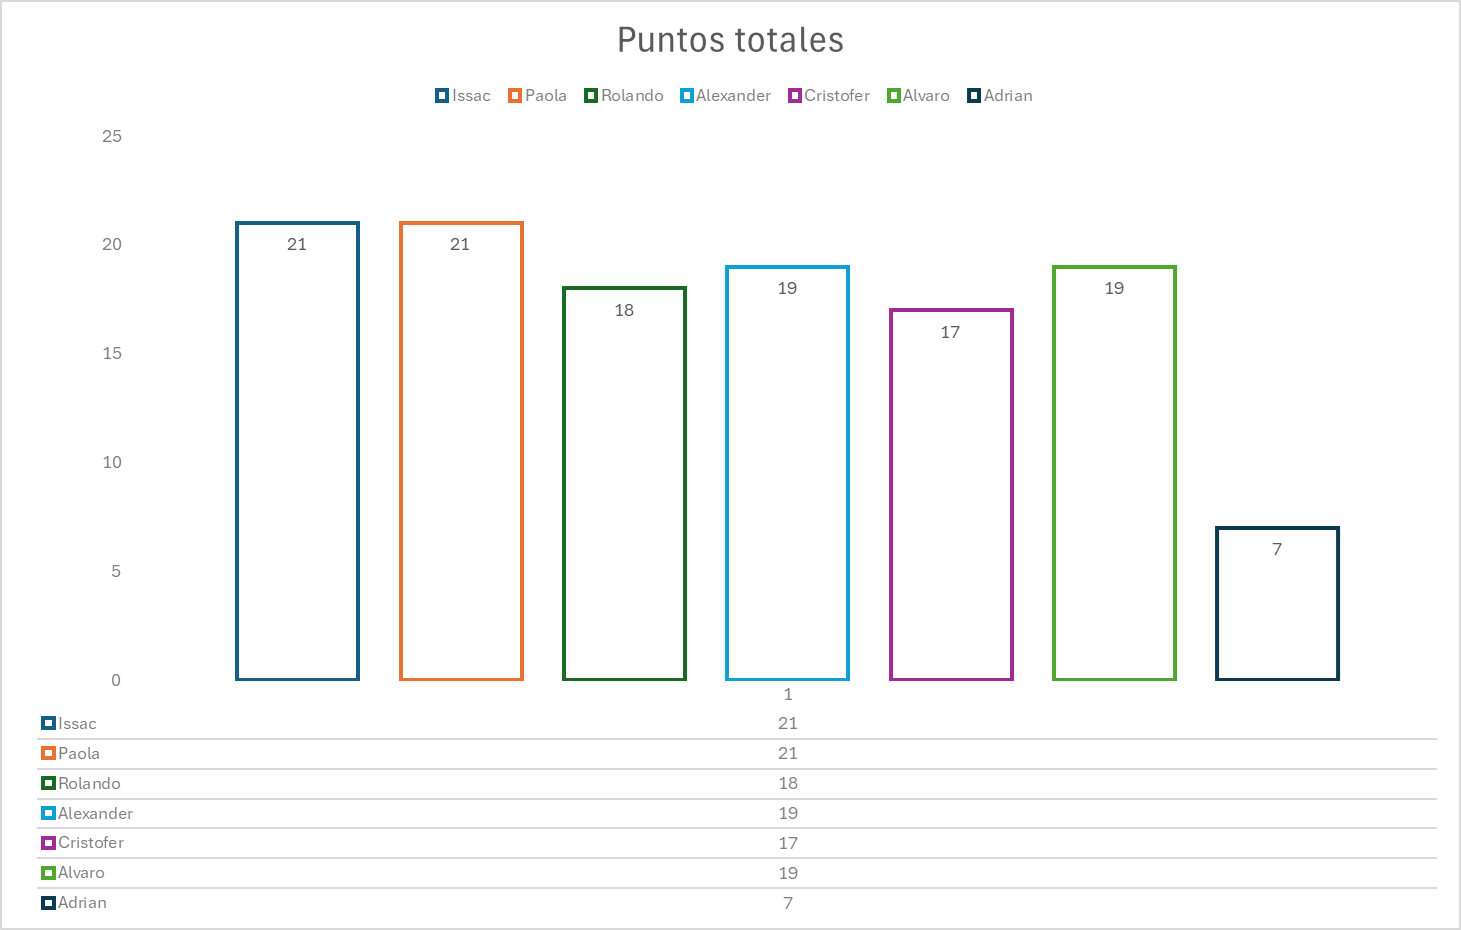 Puntos totales
Issac Paola Rolando Alexander Cristofer Alvaro Adrian
25
20
15
10
5
0
21 21 18 19 17 19 7
1
Issac 21
Paola 21
Rolando 18
Alexander 19
Cristofer 17
Alvaro 19
Adrian 7